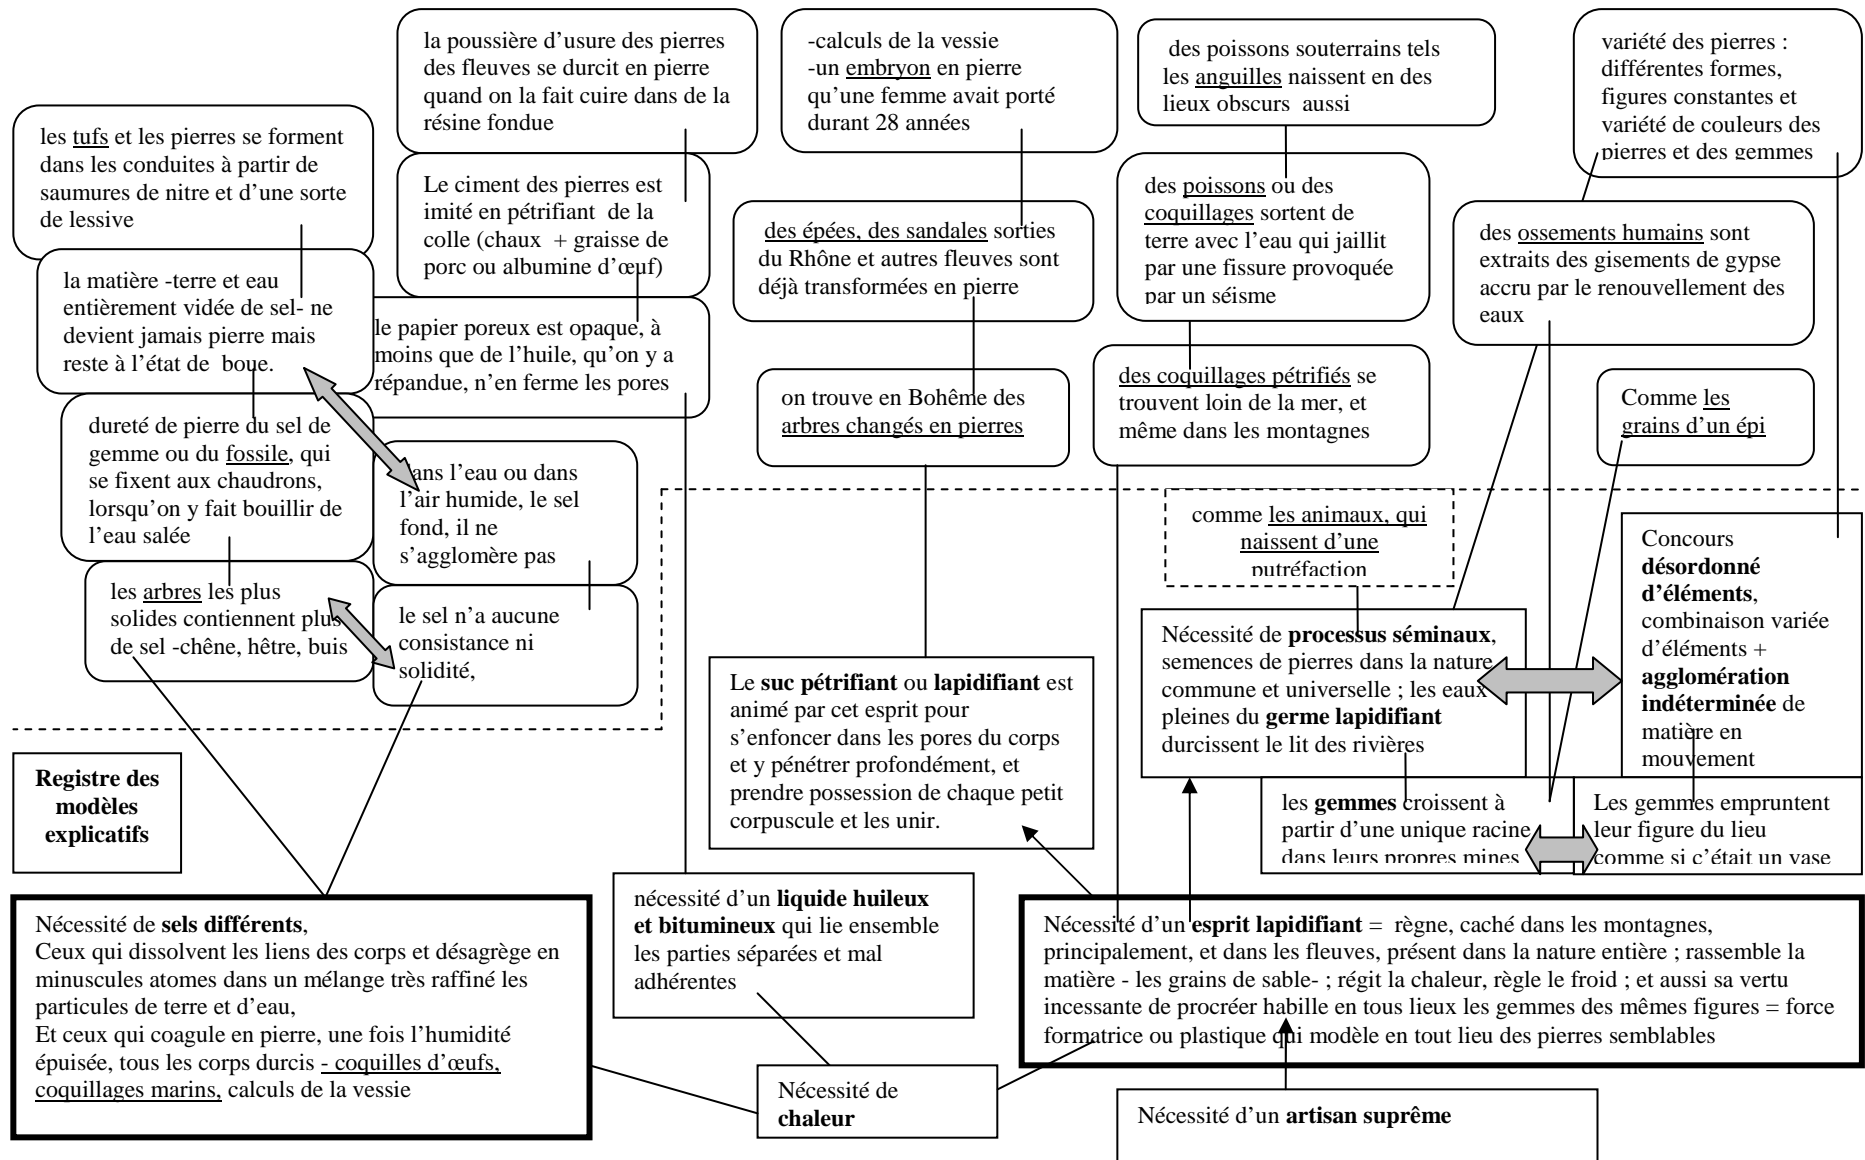 la poussière d'usure des pierres
des fleuves se durcit en pierre
quand on la fait cuire dans de la
résine fondue
-calculs de la vessie
-un embryon en pierre
qu'une femme avait porté
durant 28 années
des poissons souterrains tels
les anguilles naissent en des
lieux obscurs aussi
variété des pierres :
différentes formes,
figures constantes et
variété de couleurs des
pierres et des gemmes
les tufs et les pierres se forment
dans les conduites à partir de
saumures de nitre et d'une sorte
de lessive
Le ciment des pierres est
imité en pétrifiant de la
colle (chaux + graisse de
porc ou albumine d'œuf)
des épées, des sandales sorties
du Rhône et autres fleuves sont
déjà transformées en pierre
des poissons ou des
coquillages sortent de
terre avec l'eau qui jaillit
par une fissure provoquée
par un séisme
des ossements humains sont
extraits des gisements de gypse
accru par le renouvellement des
eaux
la matière -terre et eau
entièrement vidée de sel- ne
devient jamais pierre mais
reste à l'état de boue.
le papier poreux est opaque, à
moins que de l'huile, qu'on y a
répandue, n'en ferme les pores
on trouve en Bohême des
arbres changés en pierres
des coquillages pétrifiés se
trouvent loin de la mer, et
même dans les montagnes
Comme les
grains d'un épi
dureté de pierre du sel de
gemme ou du fossile, qui
se fixent aux chaudrons,
lorsqu'on y fait bouillir de
l'eau salée
dans l'eau ou dans
l'air humide, le sel
fond, il ne
s'agglomère pas
comme les animaux, qui
naissent d'une
putréfaction
les arbres les plus
solides contiennent plus
de sel -chêne, hêtre, buis
le sel n'a aucune
consistance ni
solidité,
Le suc pétrifiant ou lapidifiant est
animé par cet esprit pour
s'enfoncer dans les pores du corps
et y pénétrer profondément, et
prendre possession de chaque petit
corpuscule et les unir.
Nécessité de processus séminaux,
semences de pierres dans la nature
commune et universelle ; les eaux
pleines du germe lapidifiant
durcissent le lit des rivières
Concours
désordonné
d'éléments,
combinaison variée
d'éléments +
agglomération
indéterminée de
matière en
mouvement
Registre des
modèles
explicatifs
les gemmes croissent à
partir d'une unique racine
dans leurs propres mines
Les gemmes empruntent
leur figure du lieu
comme si c'était un vase
Nécessité de sels différents,
Ceux qui dissolvent les liens des corps et désagrège en
minuscules atomes dans un mélange très raffiné les
particules de terre et d'eau,
Et ceux qui coagule en pierre, une fois l'humidité
épuisée, tous les corps durcis - coquilles d'œufs,
coquillages marins, calculs de la vessie
nécessité d'un liquide huileux
et bitumineux qui lie ensemble
les parties séparées et mal
adhérentes
Nécessité d'un esprit lapidifiant = règne, caché dans les montagnes,
principalement, et dans les fleuves, présent dans la nature entière ; rassemble la
matière - les grains de sable- ; régit la chaleur, règle le froid ; et aussi sa vertu
incessante de procréer habille en tous lieux les gemmes des mêmes figures = force
formatrice ou plastique qui modèle en tout lieu des pierres semblables
Nécessité de
chaleur
Nécessité d'un artisan suprême